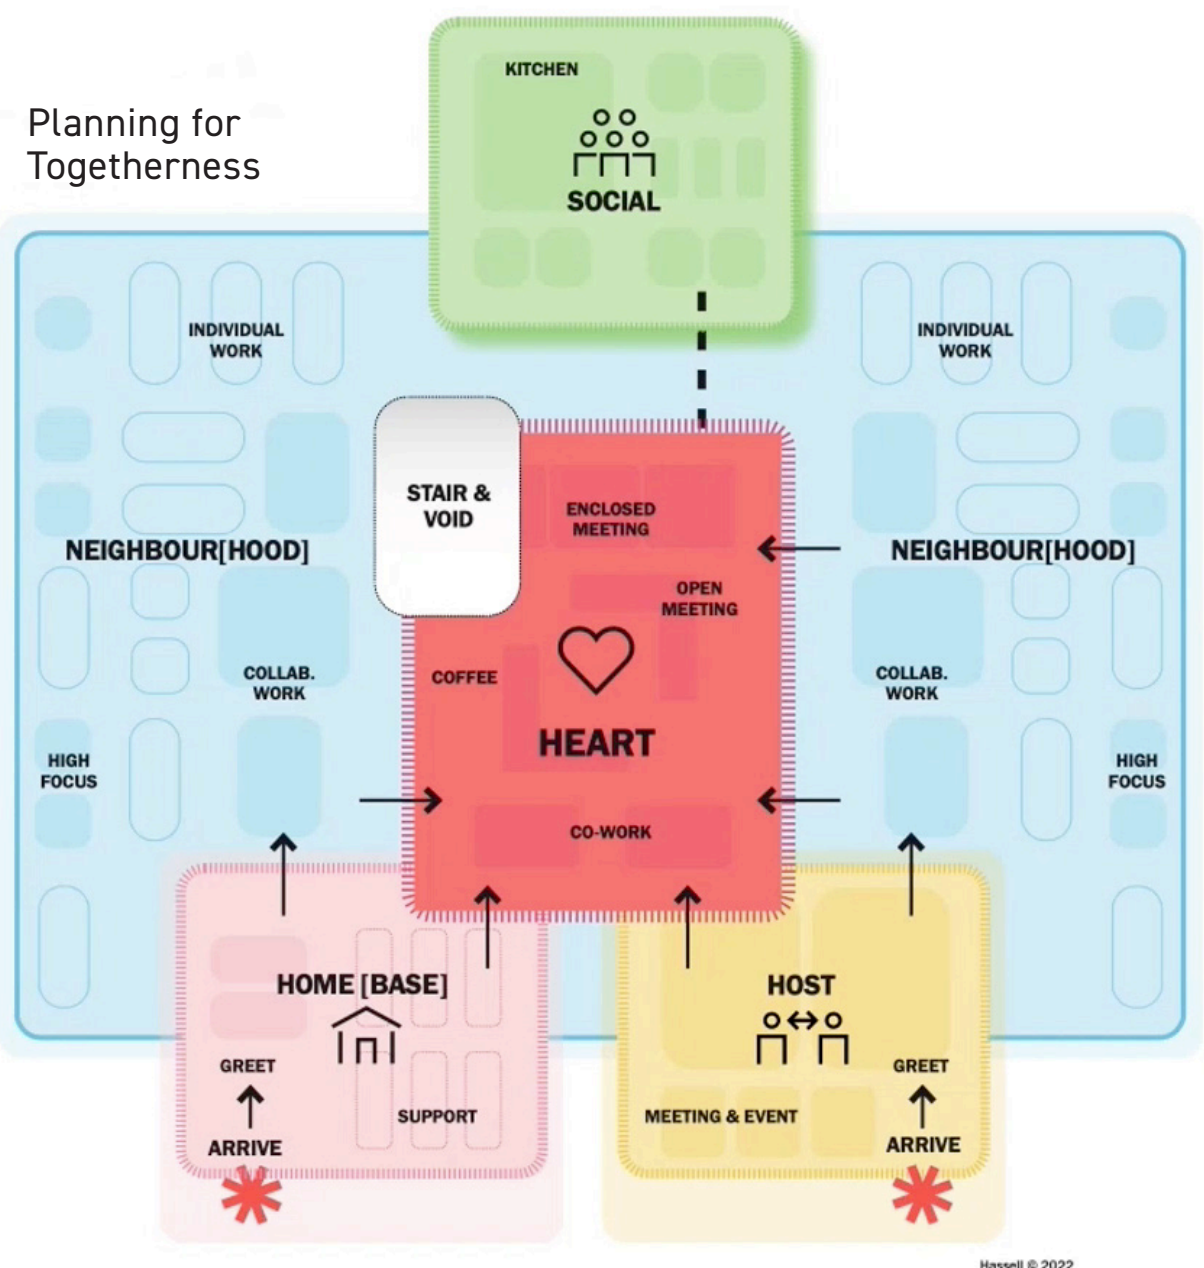 Planning for
Togetherness
KITCHEN
SOCIAL
INDIVIDUAL
WORK
INDIVIDUAL
WORK
STAIR &
VOID
ENCLOSED
MEETING
NEIGHBOUR[HOOD]
NEIGHBOUR[HOOD]
OPEN
MEETING
COLLAB.
WORK
COFFEE
COLLAB.
WORK
HEART
HIGH
FOCUS
HIGH
FOCUS
CO-WORK
HOME [BASE]
HOST
GREET
GREET
SUPPORT
MEETING & EVENT
ARRIVE
ARRIVE
Hassell © 2022